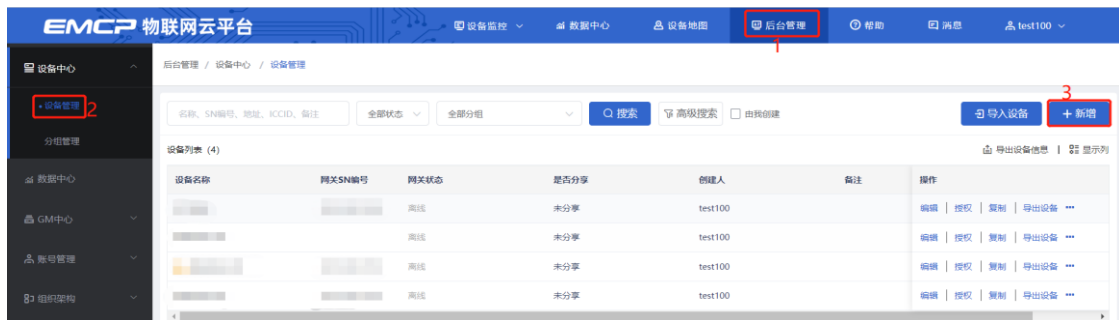 EMCP 物联网云平台 设备监控 数据中心 设备地图 后台管理 帮助 消息 test100
1
设备中心 后台管理 / 设备中心 / 设备管理
设备管理 2
3
名称、SN编号、地址、ICCID、备注 全部状态 全部分组 搜索 高级搜索 由我创建 导入设备 + 新增
分组管理
设备列表 (4) 导出设备信息 | 显示列
数据中心
设备名称 网关SN编号 网关状态 是否分享 创建人 备注 操作
GM中心
离线 未分享 test100 编辑 | 授权 | 复制 | 导出设备 •••
离线 未分享 test100 编辑 | 授权 | 复制 | 导出设备 •••
账号管理
离线 未分享 test100 编辑 | 授权 | 复制 | 导出设备 •••
组织架构
离线 未分享 test100 编辑 | 授权 | 复制 | 导出设备 •••